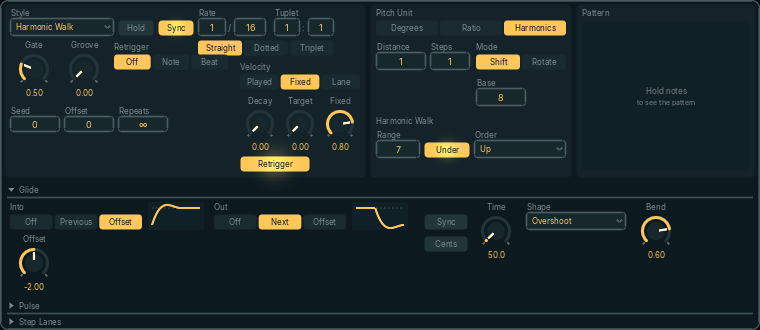 Style
Harmonic Walk
Hold
Sync
Rate
1 / 16
Tuplet
1 : 1
Straight
Dotted
Triplet
Gate
0.50
Groove
0.00
Retrigger
Off
Note
Beat
Velocity
Played
Fixed
Lane
Decay
0.00
Target
0.00
Fixed
0.80
Retrigger
Seed
0
Offset
0
Repeats
∞
Pitch Unit
Degrees
Ratio
Harmonics
Distance
1
Steps
1
Mode
Shift
Rotate
Base
8
Harmonic Walk
Range
7
Under
Order
Up
Pattern
Hold notes
to see the pattern
Glide
Into
Off
Previous
Offset
Out
Off
Next
Offset
Sync
Cents
Time
50.0
Shape
Overshoot
Bend
0.60
Offset
-2.00
Pulse
Step Lanes